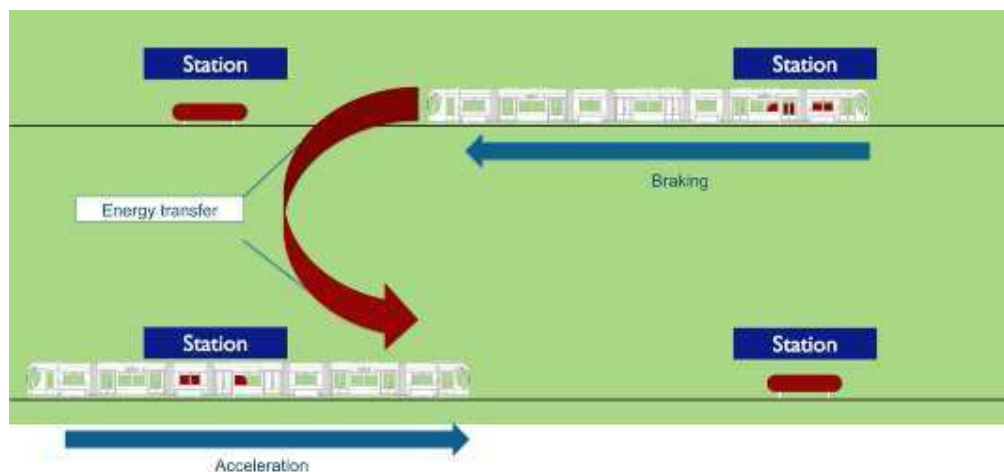 Station
Station
Braking
Energy transfer
Station
Station
Acceleration